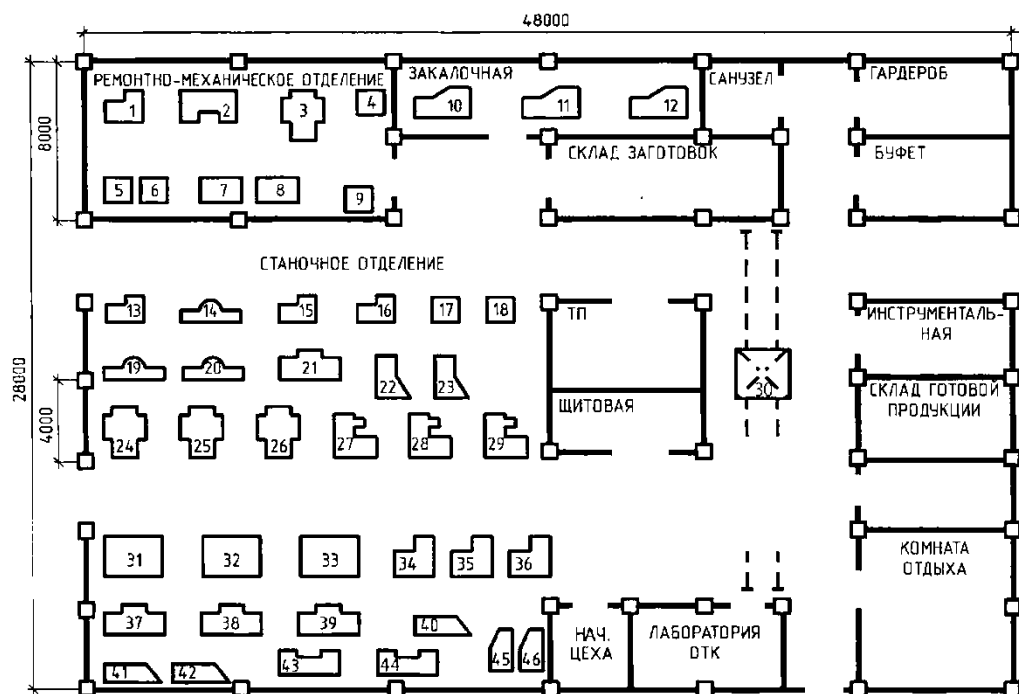 48000
РЕМОНТНО-МЕХАНИЧЕСКОЕ ОТДЕЛЕНИЕ
ЗАКАЛОЧНАЯ
САНУЗЕЛ
ГАРДЕРОБ
1 2 3 4 10 11 12
8000
СКЛАД ЗАГОТОВОК
БУФЕТ
5 6 7 8 9
СТАНОЧНОЕ ОТДЕЛЕНИЕ
13 14 15 16 17 18
ТП
ИНСТРУМЕНТАЛЬ-
НАЯ
19 20 21 22 23
30
28000
4000
ЩИТОВАЯ
СКЛАД ГОТОВОЙ
ПРОДУКЦИИ
24 25 26 27 28 29
31 32 33 34 35 36
КОМНАТА
ОТДЫХА
37 38 39 40
НАЧ.
ЦЕХА
ЛАБОРАТОРИЯ
ОТК
41 42 43 44 45 46